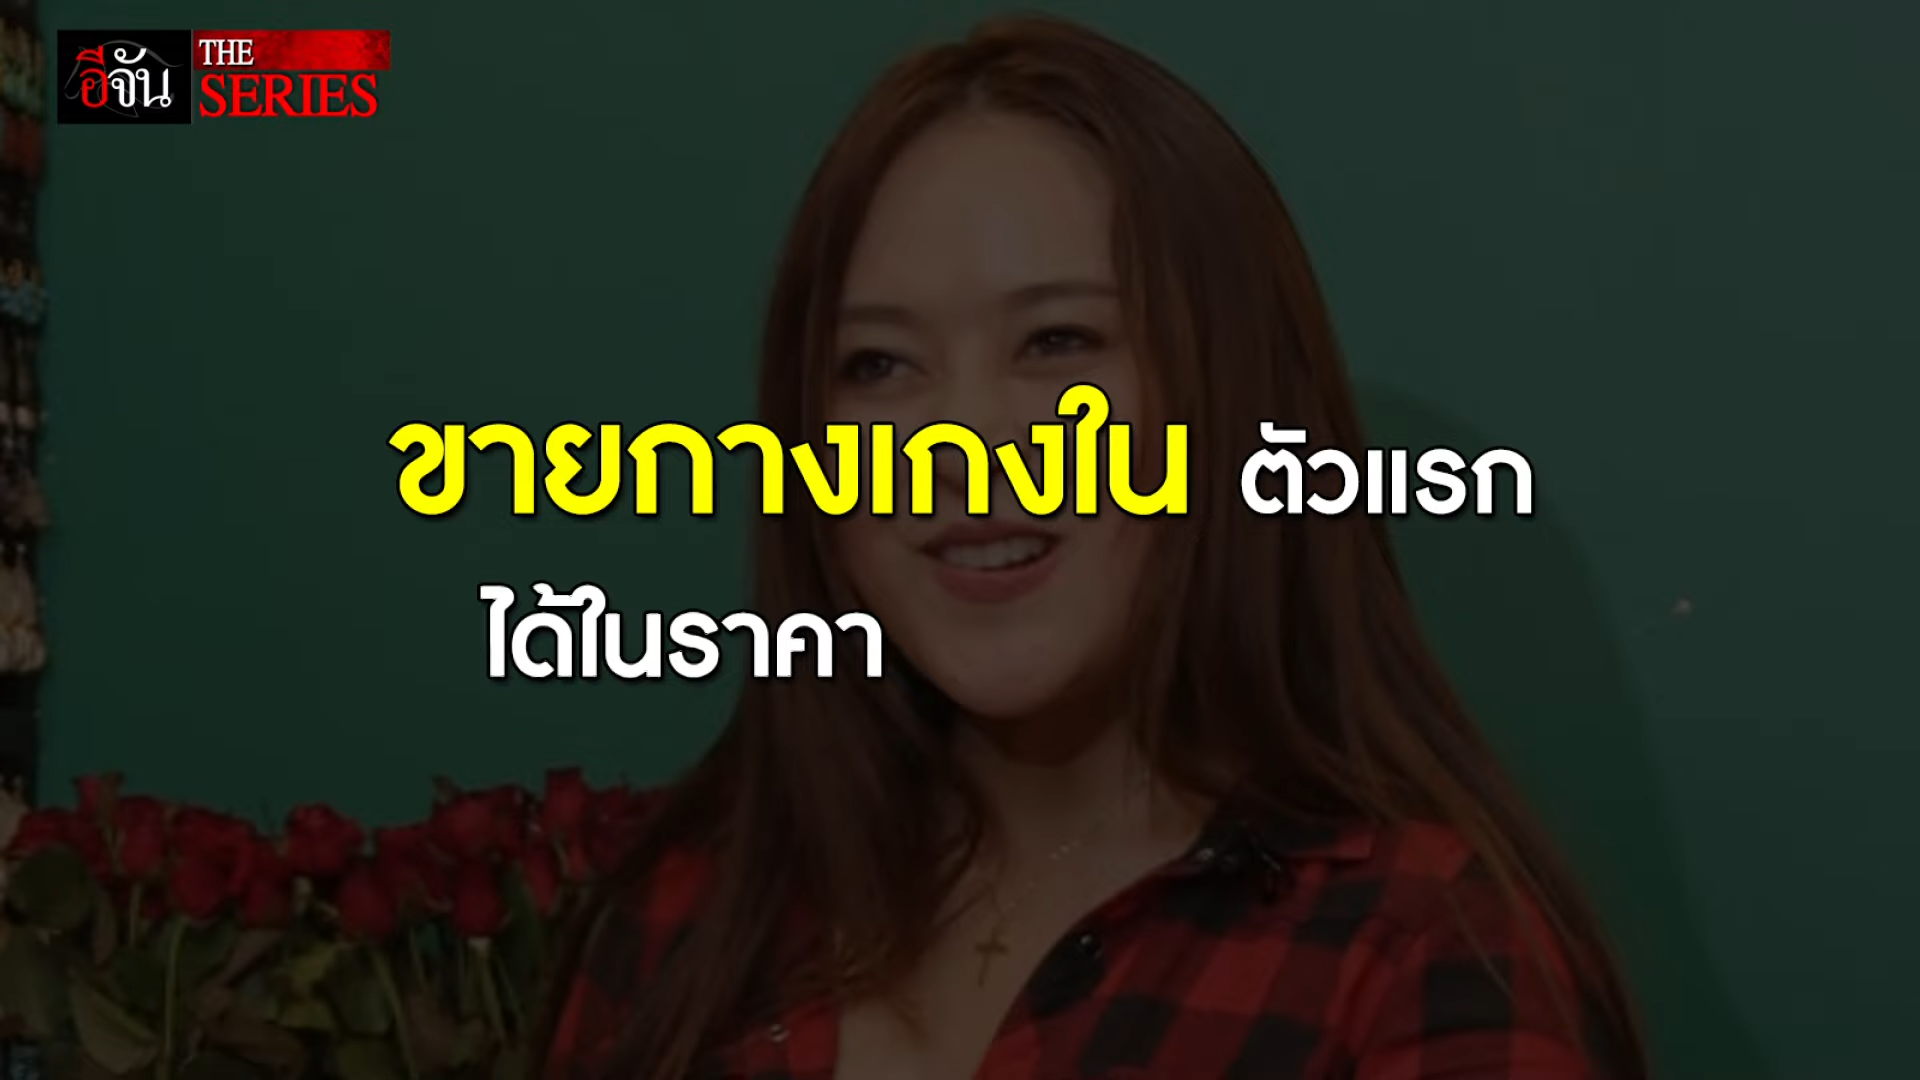 อีจัน THE SERIES
ขายกางเกงใน ตัวแรก
ได้ในราคา